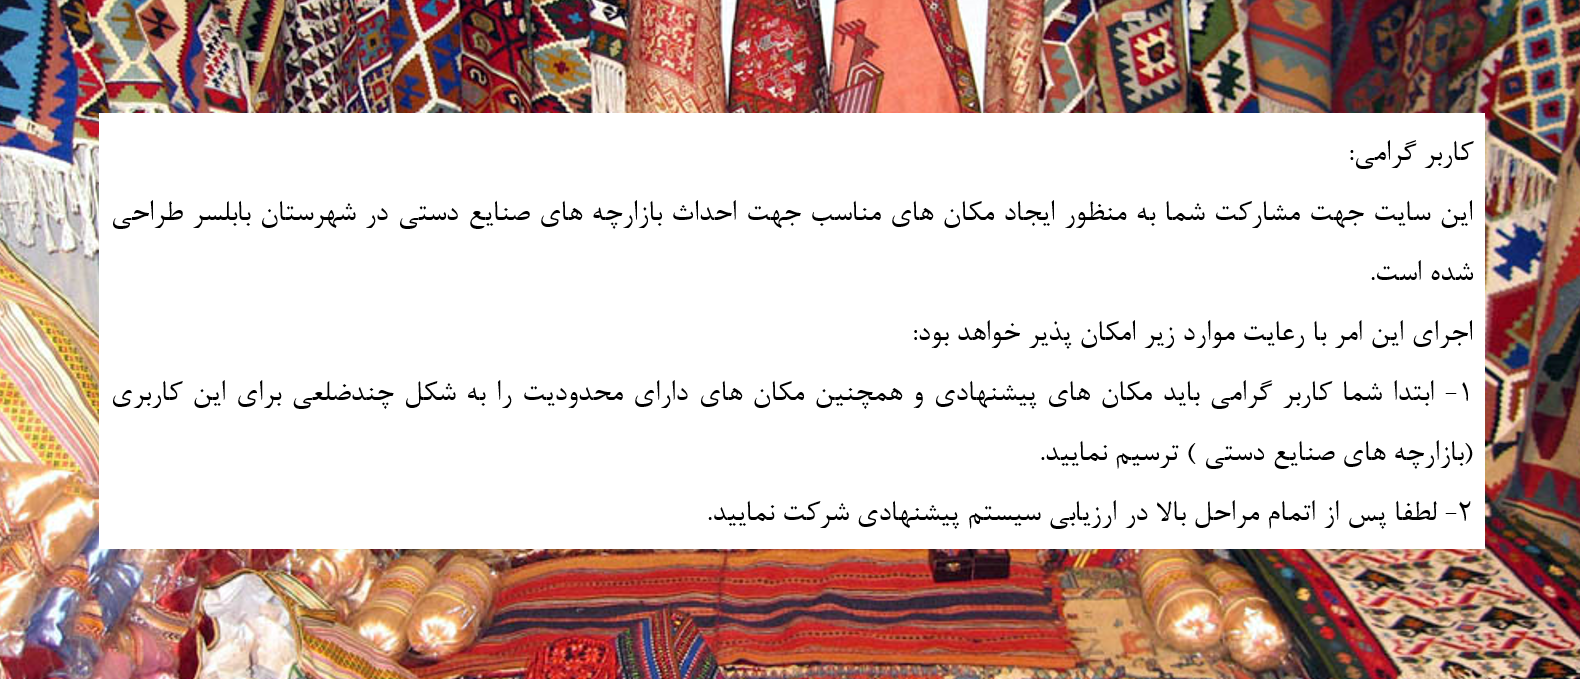 کاربر گرامی:
این سایت جهت مشارکت شما به منظور ایجاد مکان های مناسب جهت احداث بازارچه های صنایع دستی در شهرستان بابلسر طراحی
شده است.
اجرای این امر با رعایت موارد زیر امکان پذیر خواهد بود:
۱- ابتدا شما کاربر گرامی باید مکان های پیشنهادی و همچنین مکان های دارای محدودیت را به شکل چندضلعی برای این کاربری
(بازارچه های صنایع دستی ) ترسیم نمایید.
۲- لطفا پس از اتمام مراحل بالا در ارزیابی سیستم پیشنهادی شرکت نمایید.